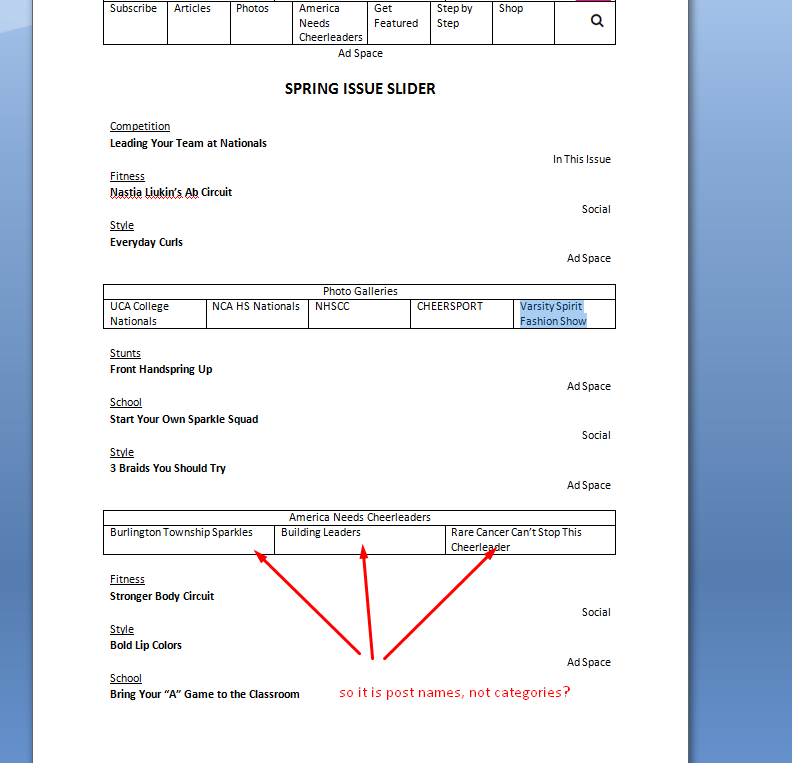 Subscribe Articles Photos America Needs Cheerleaders Get Featured Step by Step Shop
Ad Space
SPRING ISSUE SLIDER
Competition
Leading Your Team at Nationals
In This Issue
Fitness
Nastia Liukin's Ab Circuit
Social
Style
Everyday Curls
Ad Space
Photo Galleries
UCA College Nationals NCA HS Nationals NHSCC CHEERSPORT Varsity Spirit Fashion Show
Stunts
Front Handspring Up
Ad Space
School
Start Your Own Sparkle Squad
Social
Style
3 Braids You Should Try
Ad Space
America Needs Cheerleaders
Burlington Township Sparkles Building Leaders Rare Cancer Can't Stop This Cheerleader
Fitness
Stronger Body Circuit
Social
Style
Bold Lip Colors
Ad Space
School
Bring Your “A” Game to the Classroom
so it is post names, not categories?